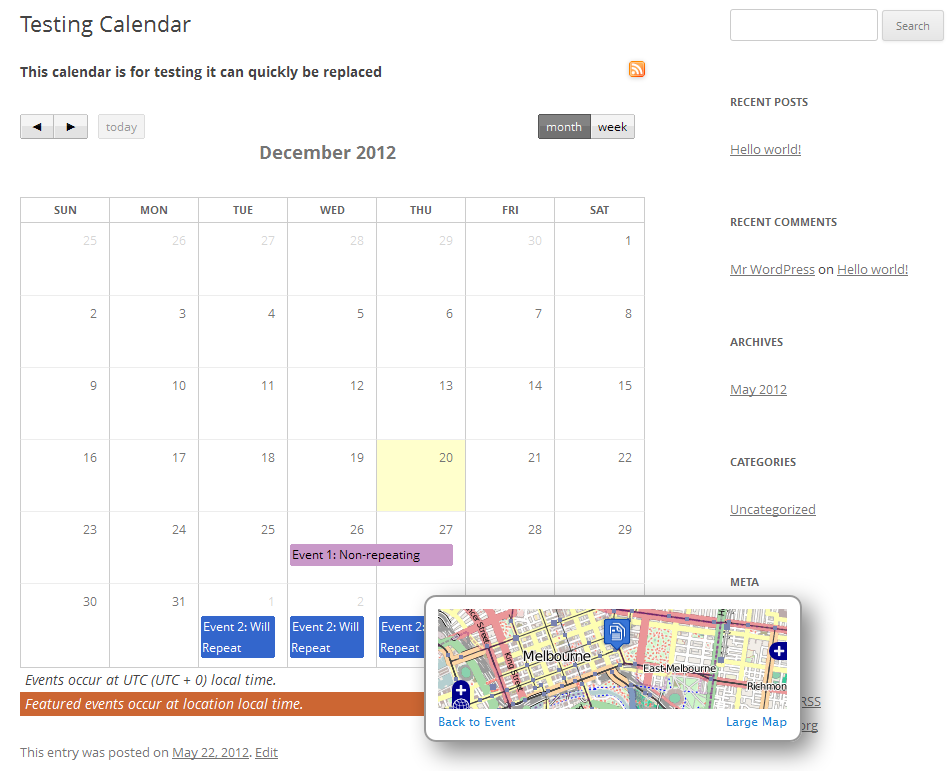 Testing Calendar
Search
This calendar is for testing it can quickly be replaced
◄ ► today
month week
December 2012
SUN MON TUE WED THU FRI SAT
25 26 27 28 29 30 1
2 3 4 5 6 7 8
9 10 11 12 13 14 15
16 17 18 19 20 21 22
23 24 25 26 27 28 29
Event 1: Non-repeating
30 31 1 2
Event 2: Will Event 2: Will Event 2:
Repeat Repeat Repeat
Events occur at UTC (UTC + 0) local time.
Featured events occur at location local time.
This entry was posted on May 22, 2012. Edit
King Street
Melbourne
East Melbourne
Richmon
Back to Event Large Map
RECENT POSTS
Hello world!
RECENT COMMENTS
Mr WordPress on Hello world!
ARCHIVES
May 2012
CATEGORIES
Uncategorized
META
RSS
org